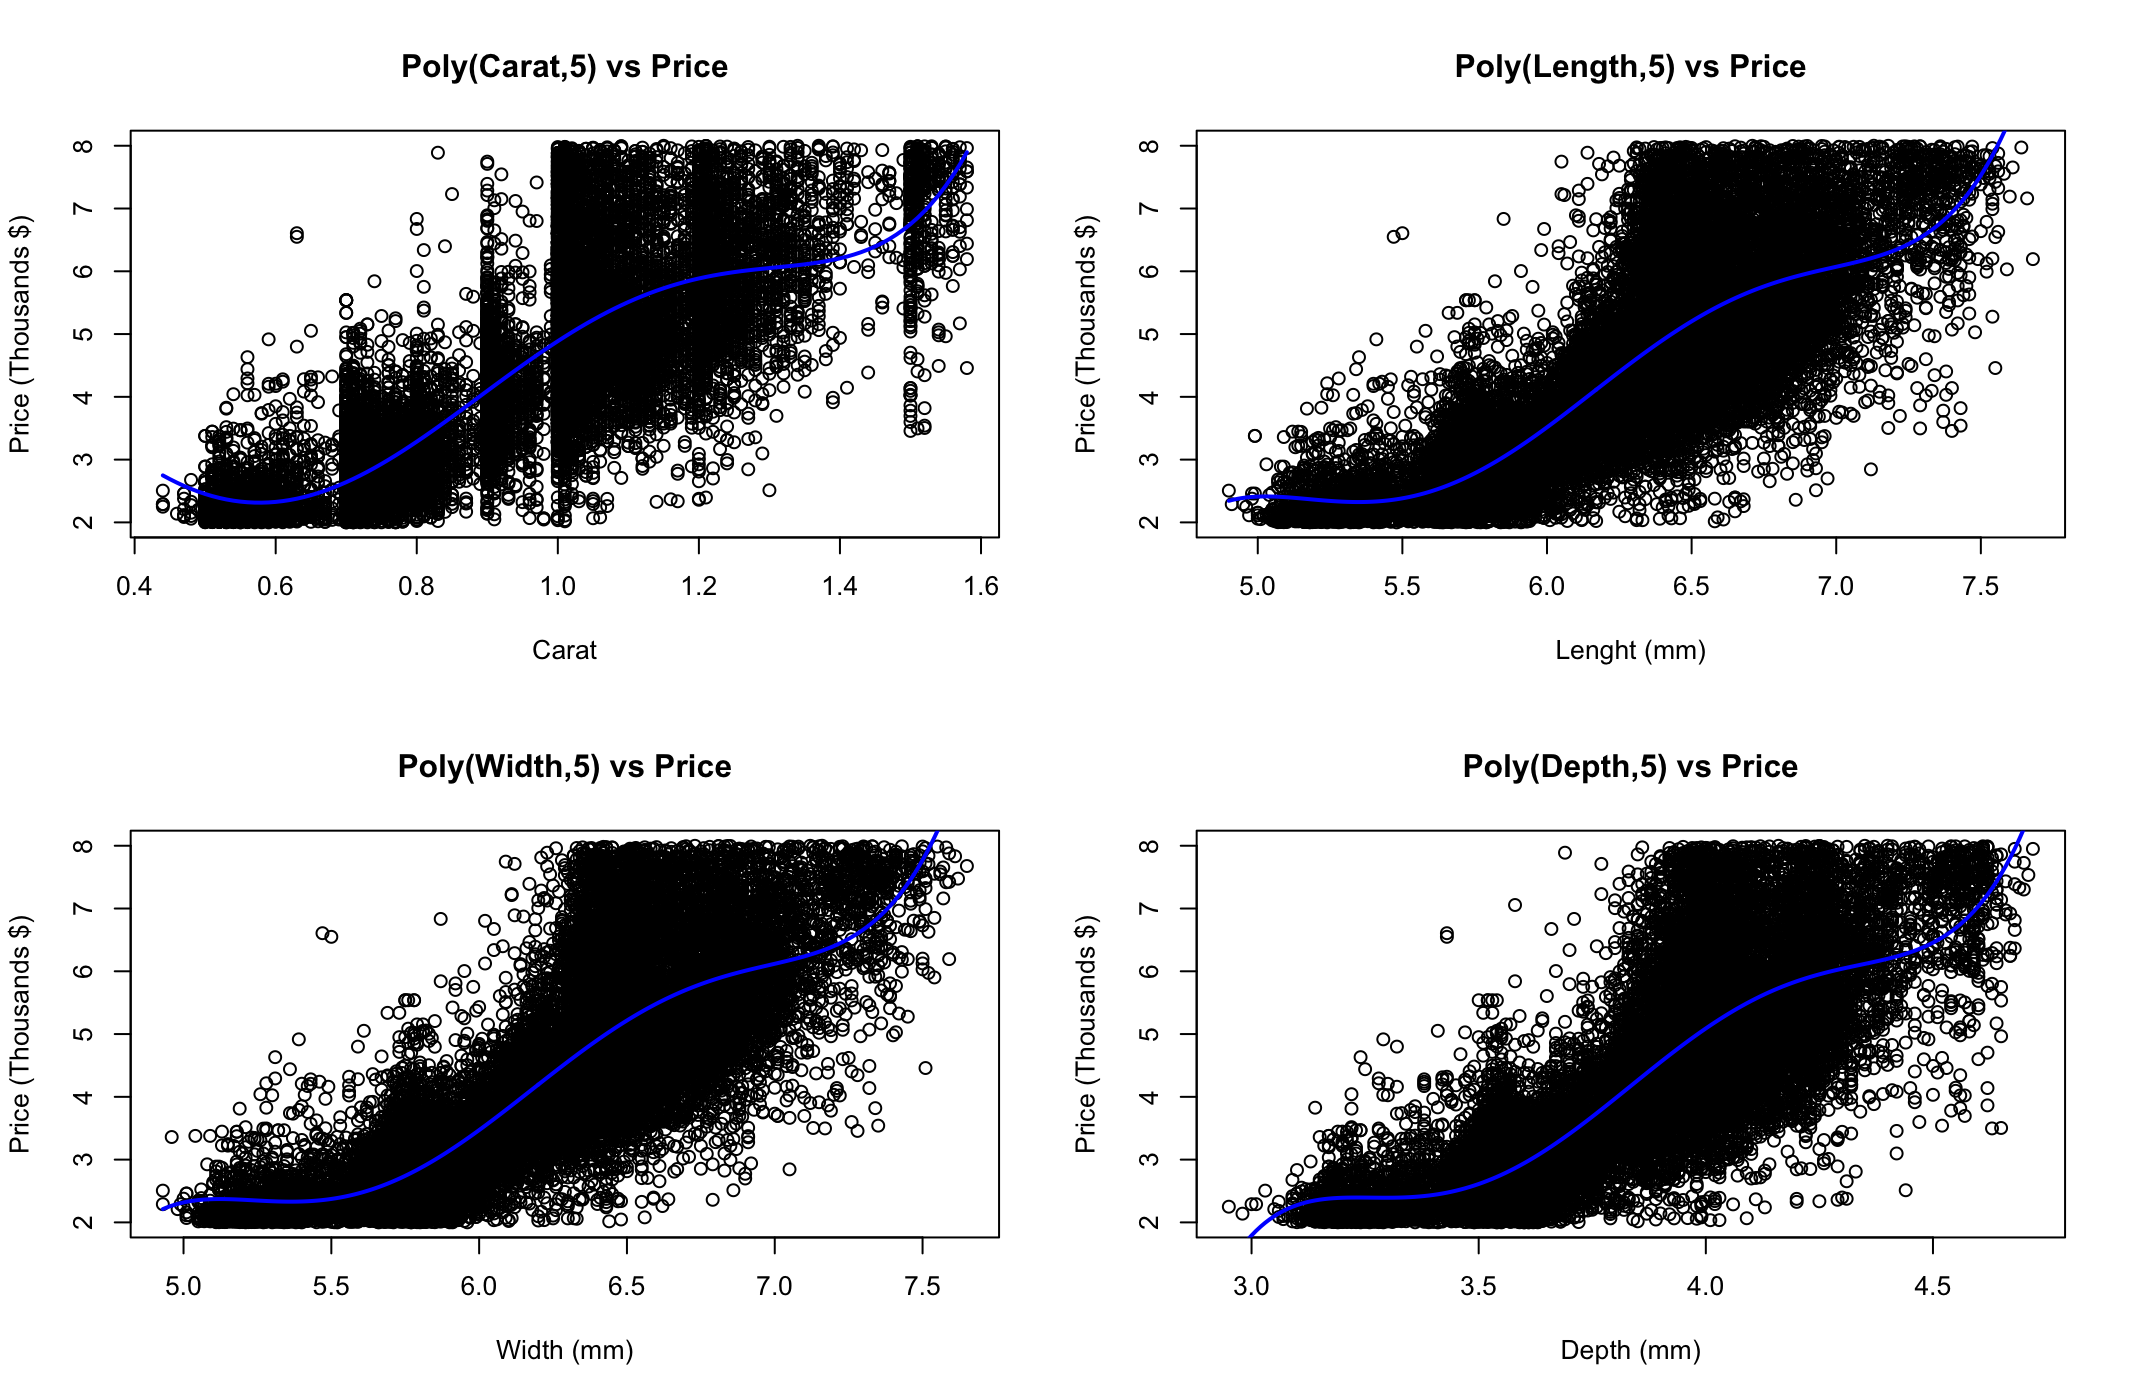 Poly(Carat,5) vs Price
Price (Thousands $)
8
7
6
5
4
3
2
0.4 0.6 0.8 1.0 1.2 1.4 1.6
Carat
Poly(Length,5) vs Price
Price (Thousands $)
8
7
6
5
4
3
2
5.0 5.5 6.0 6.5 7.0 7.5
Lenght (mm)
Poly(Width,5) vs Price
Price (Thousands $)
8
7
6
5
4
3
2
5.0 5.5 6.0 6.5 7.0 7.5
Width (mm)
Poly(Depth,5) vs Price
Price (Thousands $)
8
7
6
5
4
3
2
3.0 3.5 4.0 4.5
Depth (mm)